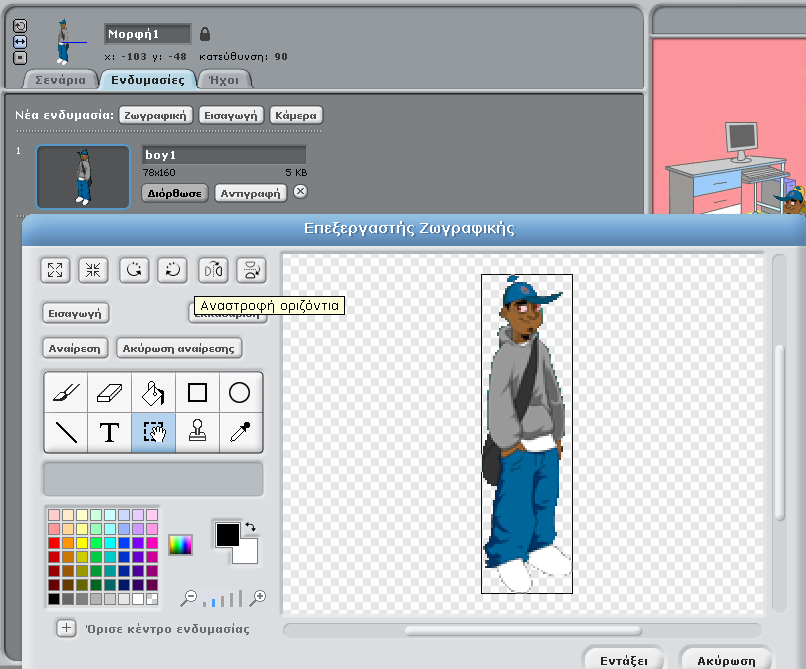 Μορφή1
x: -103 y: -48 κατεύθυνση: 90
Σενάρια Ενδυμασίες Ήχοι
Νέα ενδυμασία: Ζωγραφική Εισαγωγή Κάμερα
1
boy1
78x160 5 KB
Διόρθωσε Αντιγραφή
Επεξεργαστής Ζωγραφικής
Αναστροφή οριζόντια
Εισαγωγή
Αναίρεση Ακύρωση αναίρεσης
T
Όρισε κέντρο ενδυμασίας
Εντάξει Ακύρωση